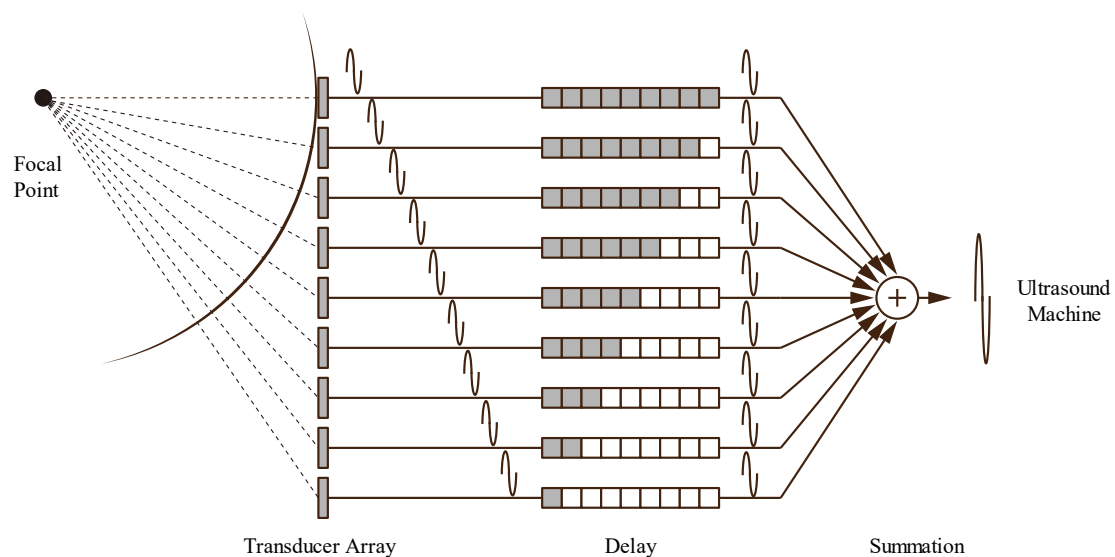 Focal
Point
+
Ultrasound
Machine
Transducer Array
Delay
Summation